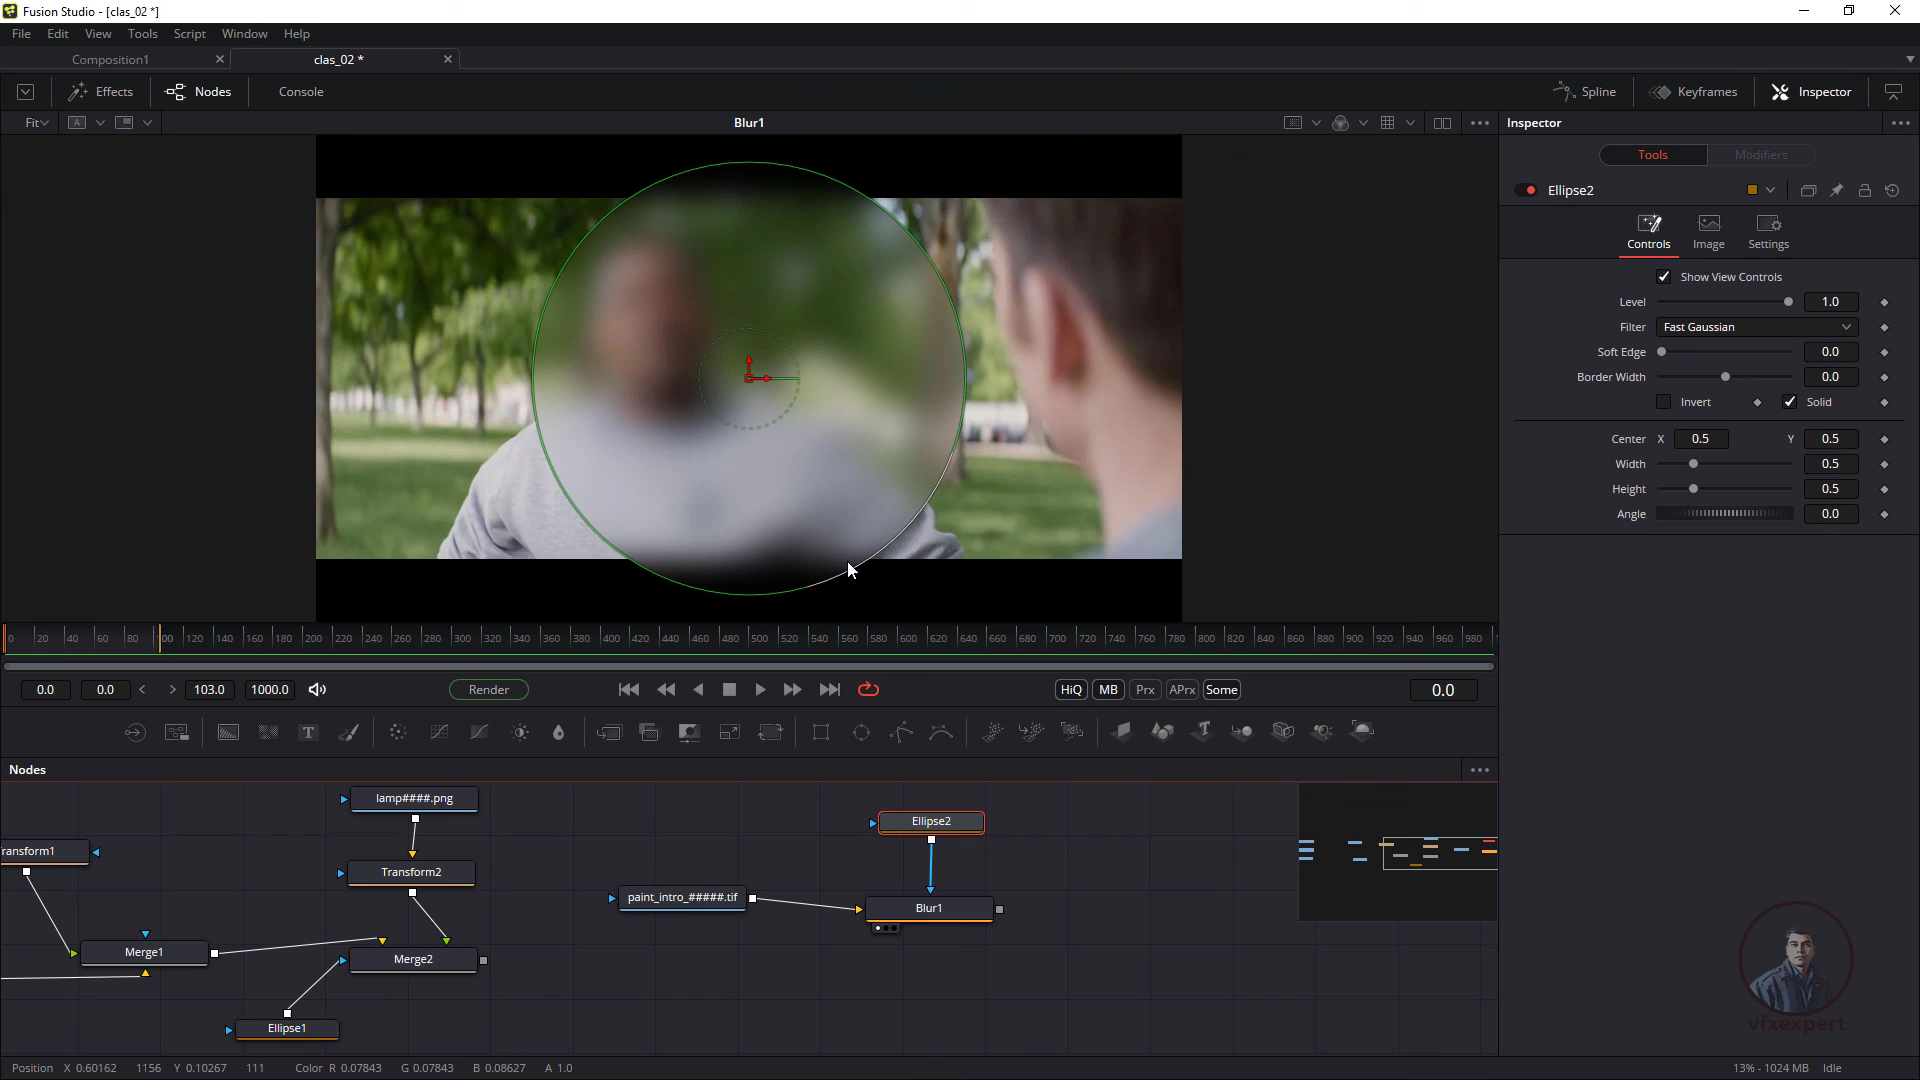 Fusion Studio - [clas_02 *]
File Edit View Tools Script Window Help
Composition1 clas_02 *
Effects Nodes Console Spline Keyframes Inspector
Fit A Blur1 Inspector
Tools Modifiers
Ellipse2
Controls Image Settings
Show View Controls
Level 1.0
Filter Fast Gaussian
Soft Edge 0.0
Border Width 0.0
Invert Solid
Center X 0.5 Y 0.5
Width 0.5
Height 0.5
Angle 0.0
0 20 40 60 80 100 120 140 160 180 200 220 240 260 280 300 320 340 360 380 400 420 440 460 480 500 520 540 560 580 600 620 640 660 680 700 720 740 760 780 800 820 840 860 880 900 920 940 960 980
0.0 0.0 103.0 1000.0 Render HiQ MB Prx APrx Some 0.0
Nodes
lamp####.png
Ellipse2
ransform1
Transform2
paint_intro_#####.tif
Blur1
Merge1
Merge2
Ellipse1
vfxexpert
Position X 0.60162 1156 Y 0.10267 111 Color R 0.07843 G 0.07843 B 0.08627 A 1.0 13% - 1024 MB Idle